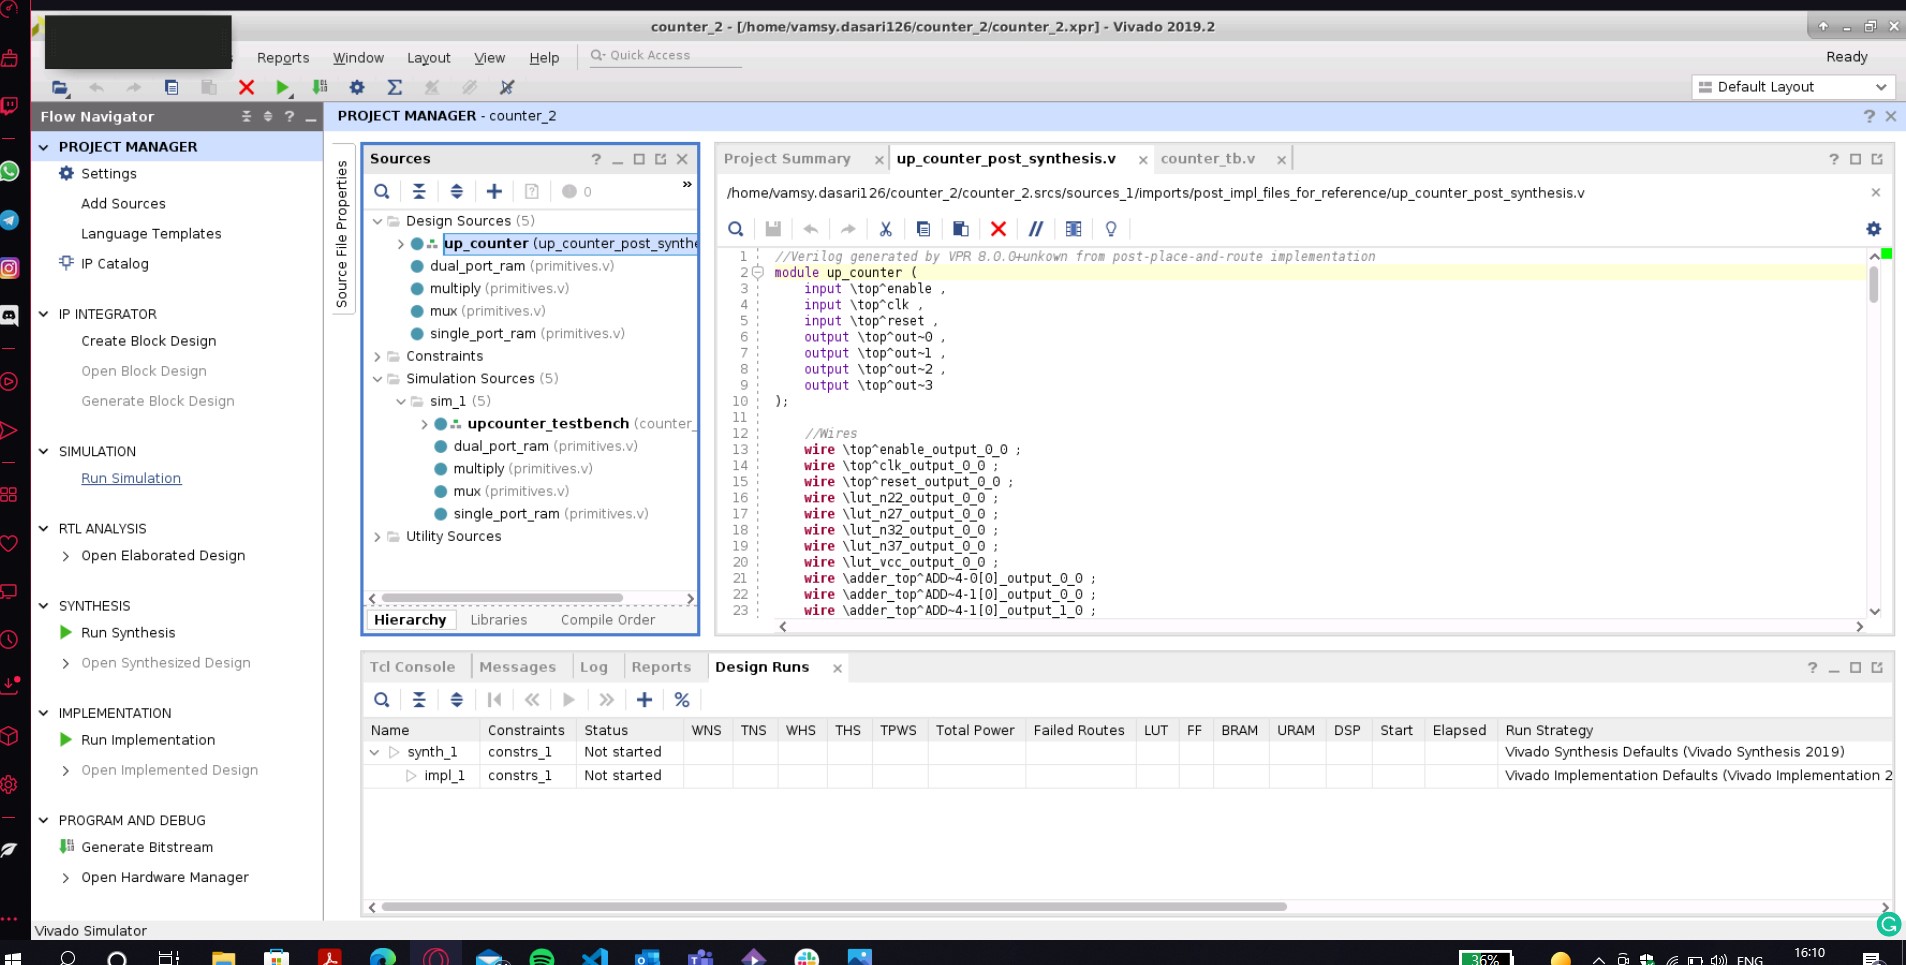 counter_2 - [/home/vamsy.dasari126/counter_2/counter_2.xpr] - Vivado 2019.2
Reports Window Layout View Help Quick Access Ready
Default Layout
Flow Navigator
PROJECT MANAGER
Settings
Add Sources
Language Templates
IP Catalog
IP INTEGRATOR
Create Block Design
Open Block Design
Generate Block Design
SIMULATION
Run Simulation
RTL ANALYSIS
Open Elaborated Design
SYNTHESIS
Run Synthesis
Open Synthesized Design
IMPLEMENTATION
Run Implementation
Open Implemented Design
PROGRAM AND DEBUG
Generate Bitstream
Open Hardware Manager
PROJECT MANAGER - counter_2
Source File Properties
Sources
0
Design Sources (5)
up_counter (up_counter_post_synthe
dual_port_ram (primitives.v)
multiply (primitives.v)
mux (primitives.v)
single_port_ram (primitives.v)
Constraints
Simulation Sources (5)
sim_1 (5)
upcounter_testbench (counter_
dual_port_ram (primitives.v)
multiply (primitives.v)
mux (primitives.v)
single_port_ram (primitives.v)
Utility Sources
Hierarchy Libraries Compile Order
Project Summary up_counter_post_synthesis.v counter_tb.v
/home/vamsy.dasari126/counter_2/counter_2.srcs/sources_1/imports/post_impl_files_for_reference/up_counter_post_synthesis.v
1 //Verilog generated by VPR 8.0.0+unkown from post-place-and-route implementation
2 module up_counter (
3 input \top^enable ,
4 input \top^clk ,
5 input \top^reset ,
6 output \top^out~0 ,
7 output \top^out~1 ,
8 output \top^out~2 ,
9 output \top^out~3
10 );
11
12 //Wires
13 wire \top^enable_output_0_0 ;
14 wire \top^clk_output_0_0 ;
15 wire \top^reset_output_0_0 ;
16 wire \lut_n22_output_0_0 ;
17 wire \lut_n27_output_0_0 ;
18 wire \lut_n32_output_0_0 ;
19 wire \lut_n37_output_0_0 ;
20 wire \lut_vcc_output_0_0 ;
21 wire \adder_top^ADD~4-0[0]_output_0_0 ;
22 wire \adder_top^ADD~4-1[0]_output_0_0 ;
23 wire \adder_top^ADD~4-1[0]_output_1_0 ;
Tcl Console Messages Log Reports Design Runs
Name Constraints Status WNS TNS WHS THS TPWS Total Power Failed Routes LUT FF BRAM URAM DSP Start Elapsed Run Strategy
synth_1 constrs_1 Not started Vivado Synthesis Defaults (Vivado Synthesis 2019)
impl_1 constrs_1 Not started Vivado Implementation Defaults (Vivado Implementation 2
Vivado Simulator
36% ENG 16:10